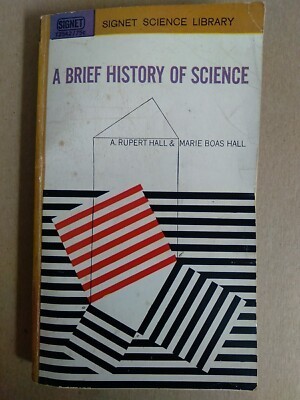 SIGNET
SIGNET SCIENCE LIBRARY
A BRIEF HISTORY OF SCIENCE
A. RUPERT HALL & MARIE BOAS HALL